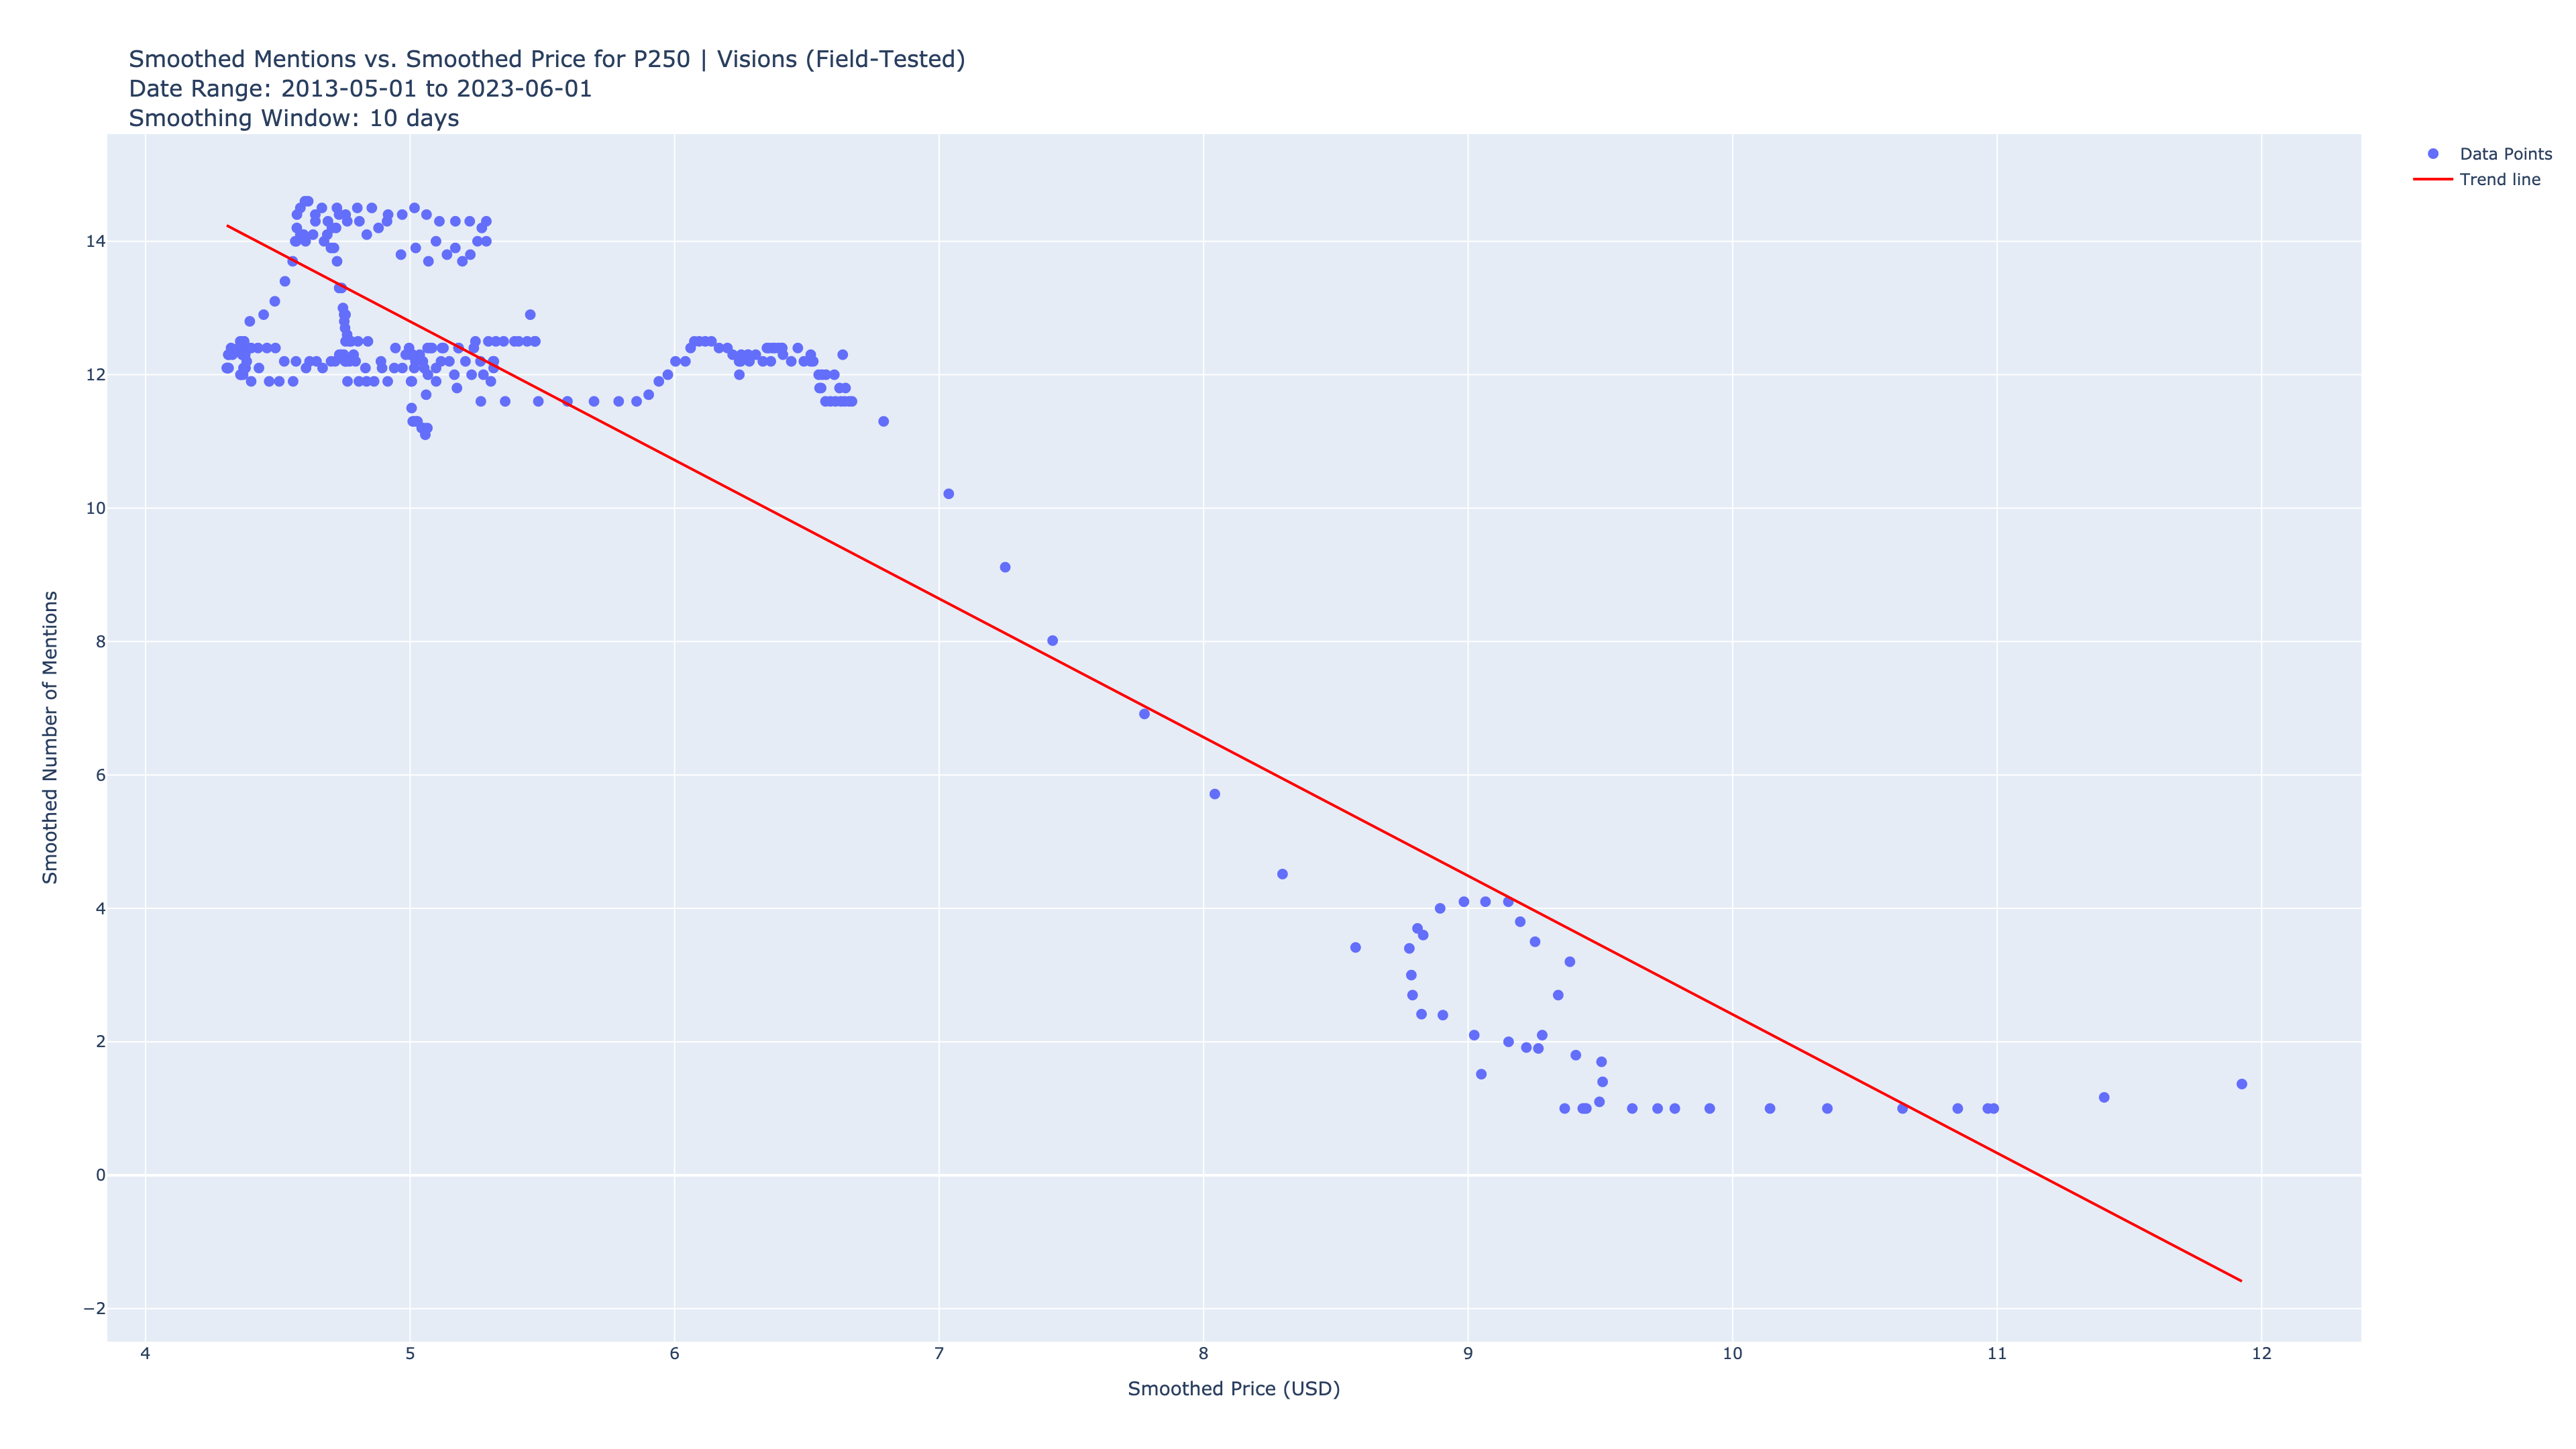 Smoothed Mentions vs. Smoothed Price for P250 | Visions (Field-Tested)
Date Range: 2013-05-01 to 2023-06-01
Smoothing Window: 10 days
Data Points
Trend line
Smoothed Number of Mentions
14
12
10
8
6
4
2
0
−2
4 5 6 7 8 9 10 11 12
Smoothed Price (USD)